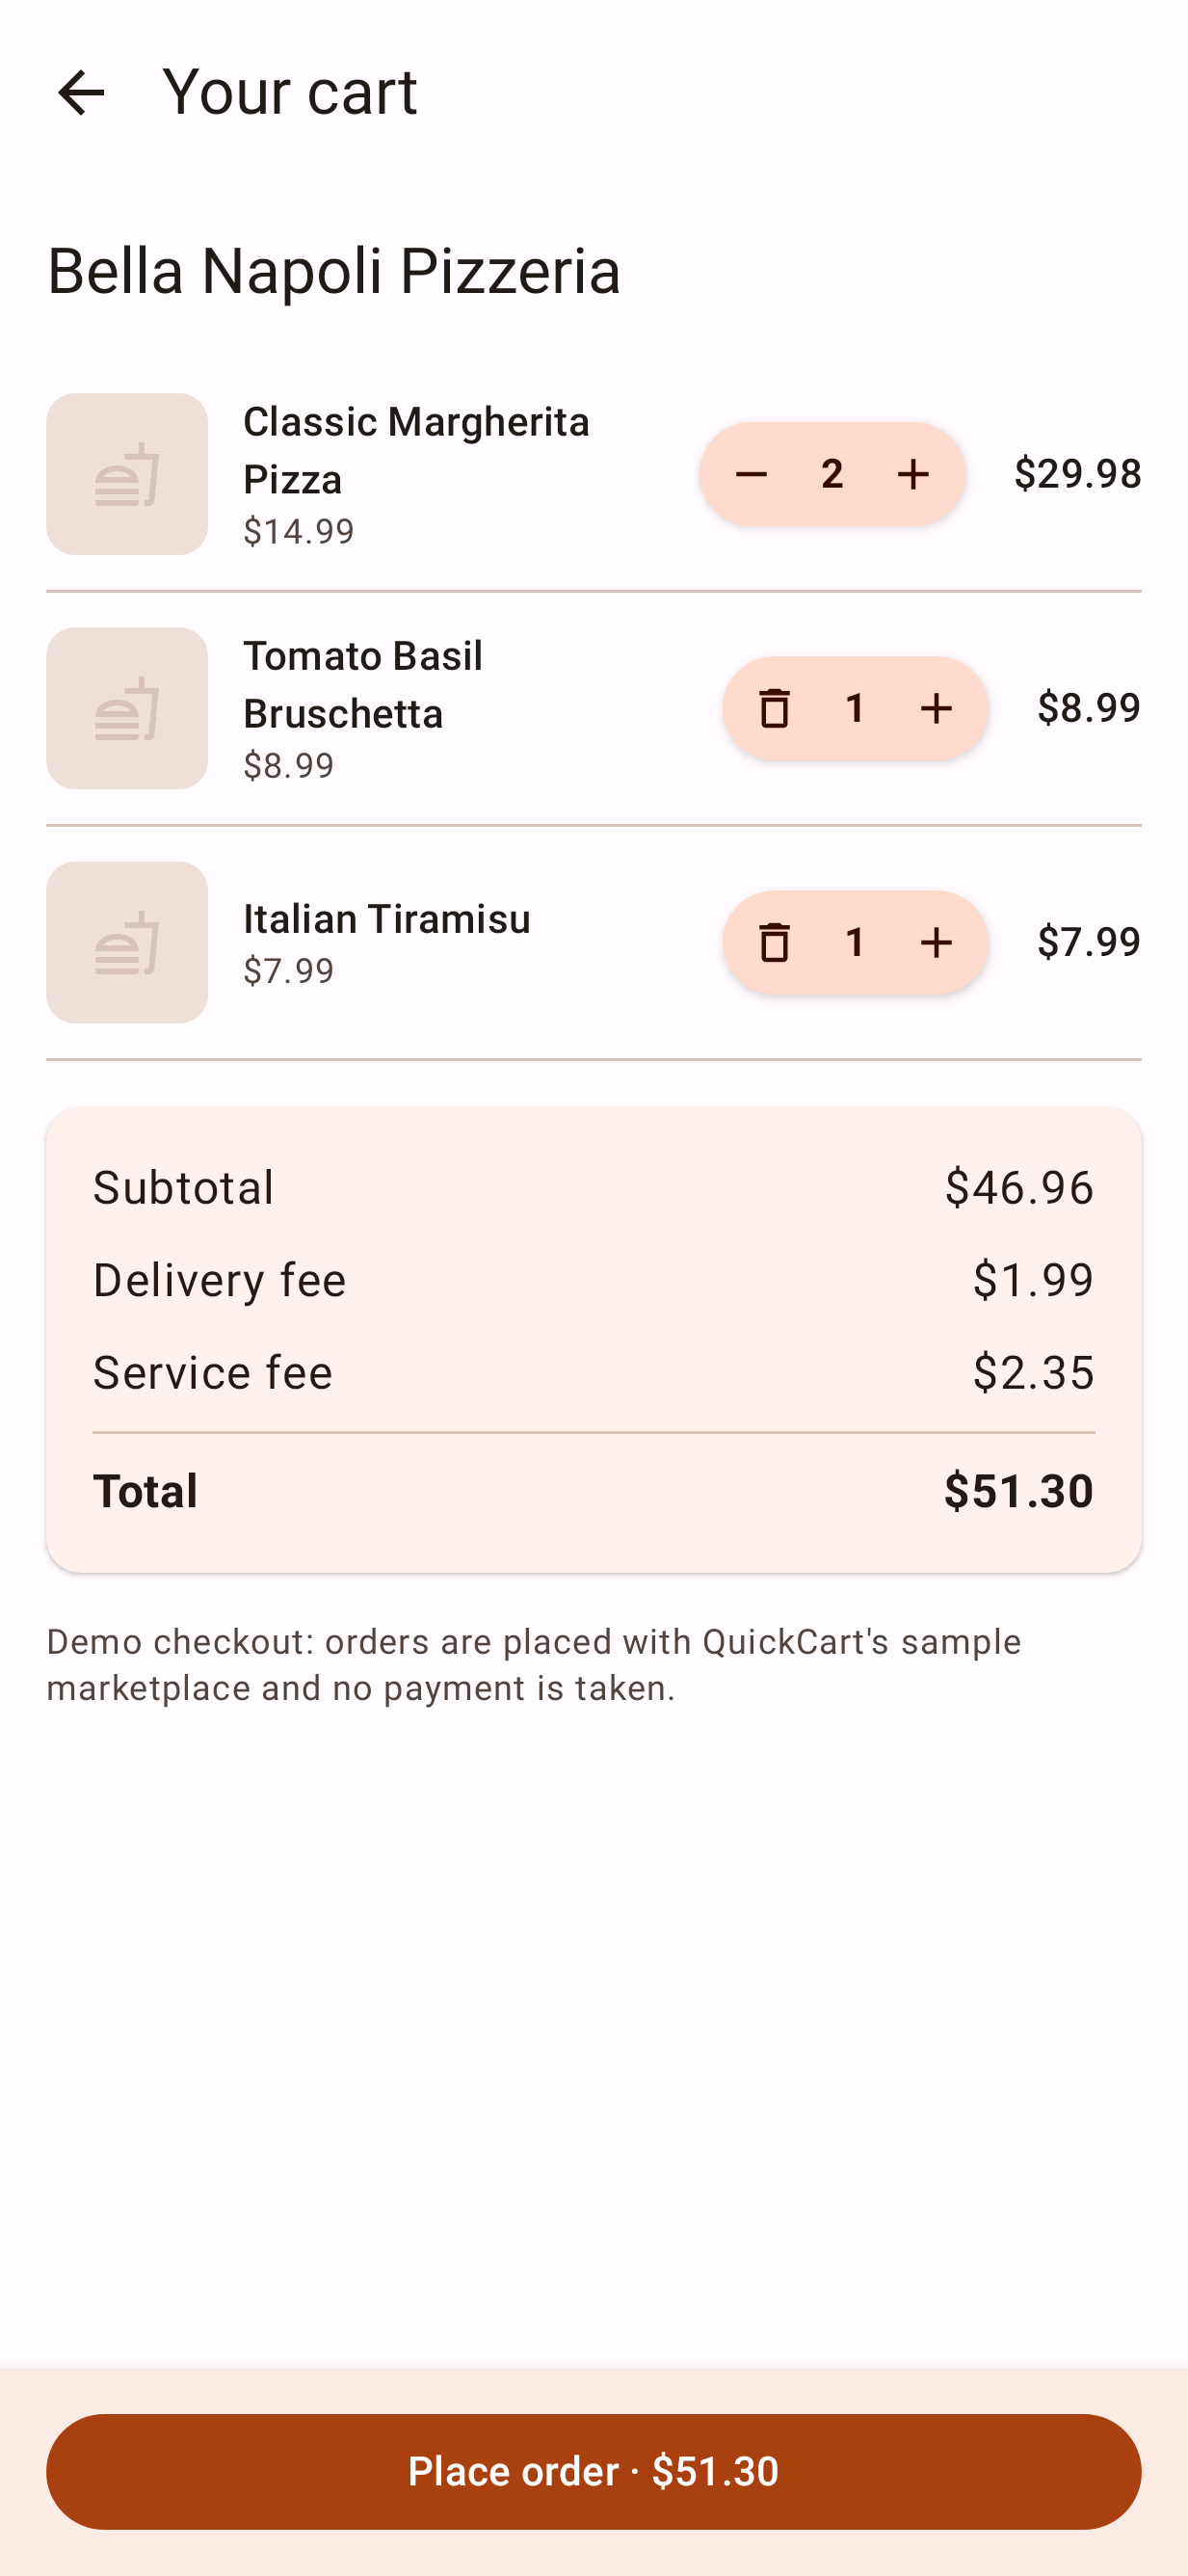 Your cart
Bella Napoli Pizzeria
Classic Margherita
Pizza
$14.99
2
$29.98
Tomato Basil
Bruschetta
$8.99
1
$8.99
Italian Tiramisu
$7.99
1
$7.99
Subtotal $46.96
Delivery fee $1.99
Service fee $2.35
Total $51.30
Demo checkout: orders are placed with QuickCart's sample
marketplace and no payment is taken.
Place order · $51.30